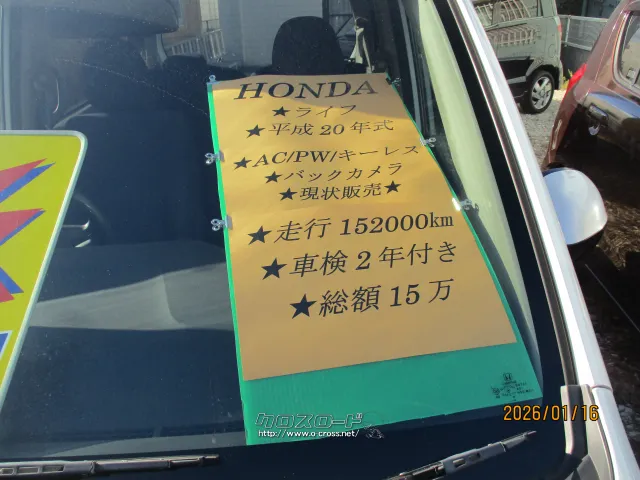 HONDA
★ライフ
★平成20年式
★AC/PW/キーレス
★バックカメラ
★現状販売★
★走行 152000km
★車検2年付き
★総額15万
クロスロード
http://www.o-cross.net/
2026/01/16